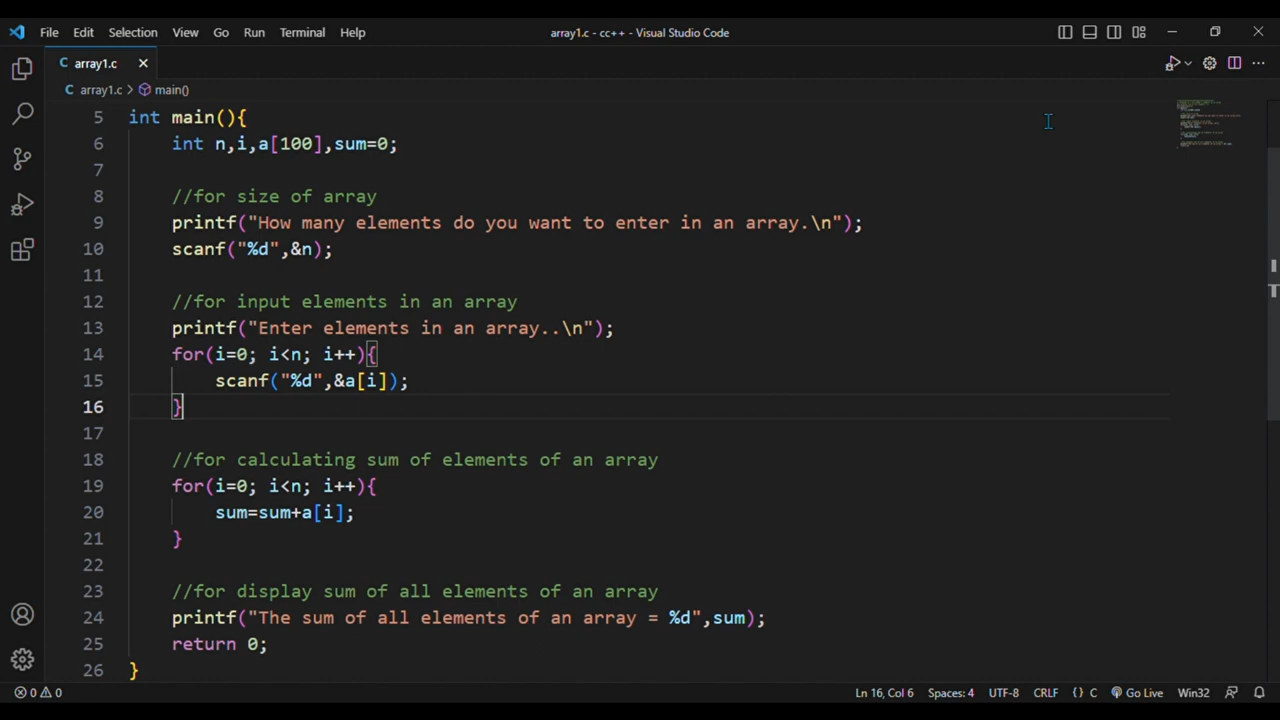 File Edit Selection View Go Run Terminal Help array1.c - cc++ - Visual Studio Code
C array1.c
C array1.c > main()
5 int main(){
6 int n,i,a[100],sum=0;
7
8 //for size of array
9 printf("How many elements do you want to enter in an array.\n");
10 scanf("%d",&n);
11
12 //for input elements in an array
13 printf("Enter elements in an array..\n");
14 for(i=0; i<n; i++){
15 scanf("%d",&a[i]);
16 }
17
18 //for calculating sum of elements of an array
19 for(i=0; i<n; i++){
20 sum=sum+a[i];
21 }
22
23 //for display sum of all elements of an array
24 printf("The sum of all elements of an array = %d",sum);
25 return 0;
26 }
0 0 Ln 16, Col 6 Spaces: 4 UTF-8 CRLF {} C Go Live Win32